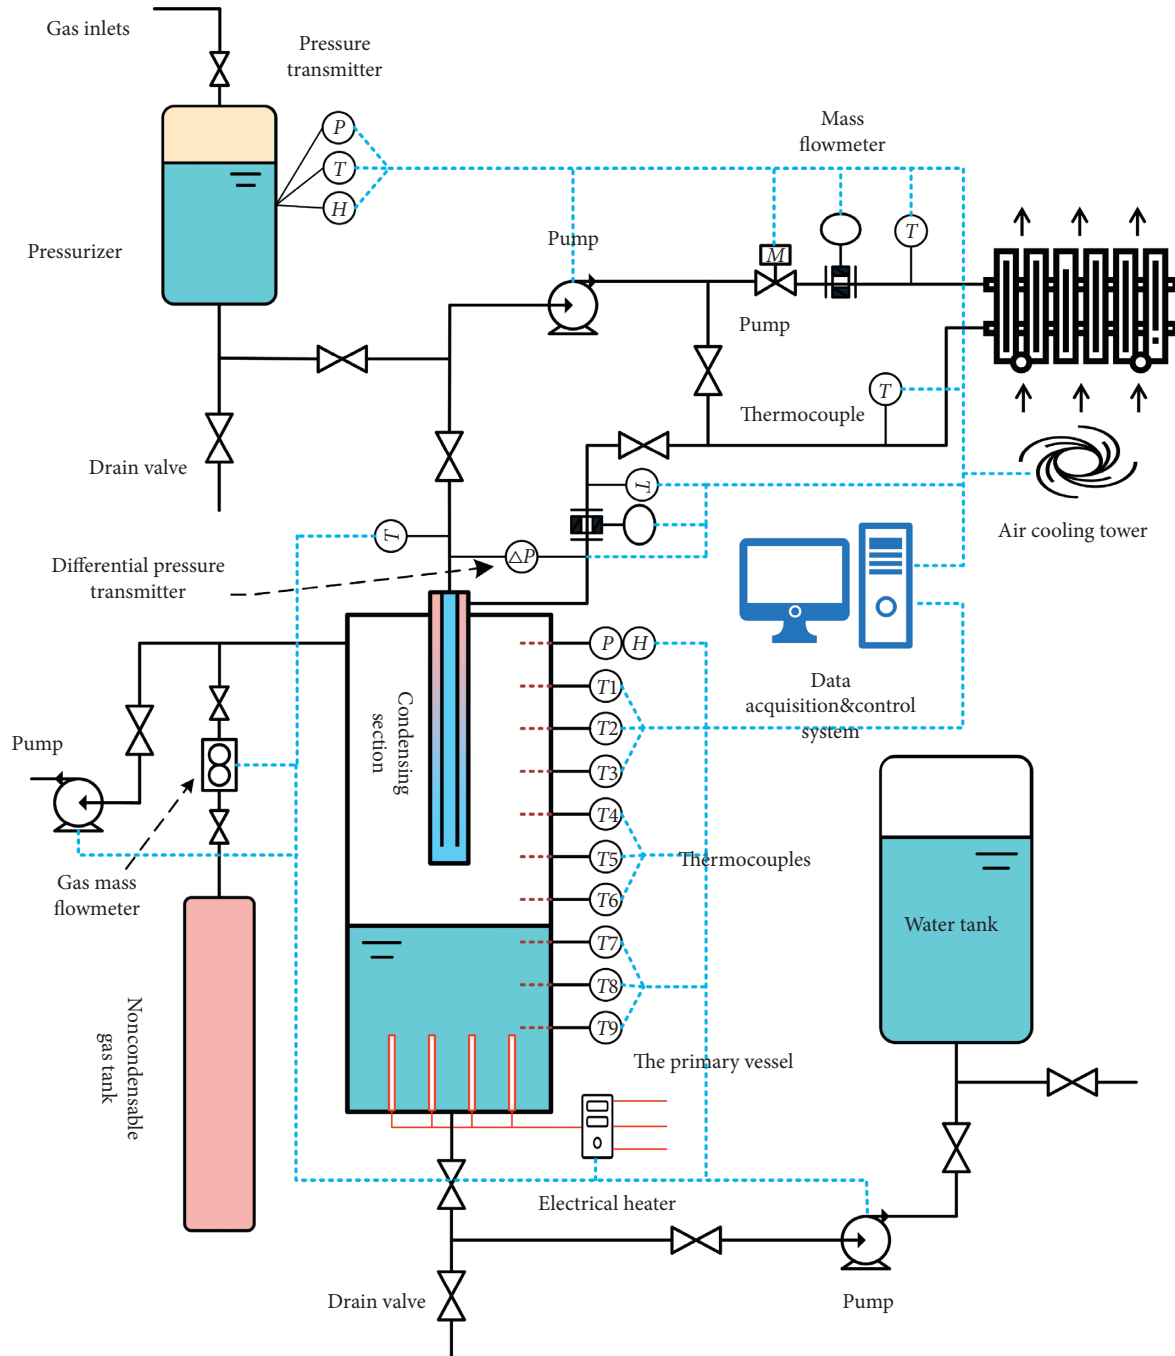 Gas inlets
Pressure
transmitter
P
T
H
Mass
flowmeter
Pressurizer
Pump
M
T
Pump
T
Thermocouple
Drain valve
T
T
ΔP
Differential pressure
transmitter
Air cooling tower
P
H
Condensing
section
T1
T2
T3
T4
T5
T6
T7
T8
T9
Data
acquisition&control
system
Pump
Thermocouples
Gas mass
flowmeter
Water tank
Noncondensable
gas tank
The primary vessel
Electrical heater
Drain valve
Pump